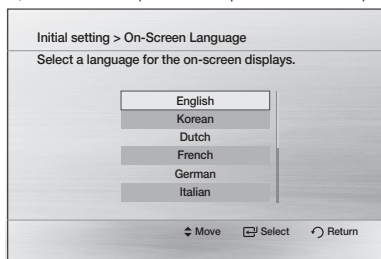 Initial setting > On-Screen Language
Select a language for the on-screen displays.
English
Korean
Dutch
French
German
Italian
Move Select Return